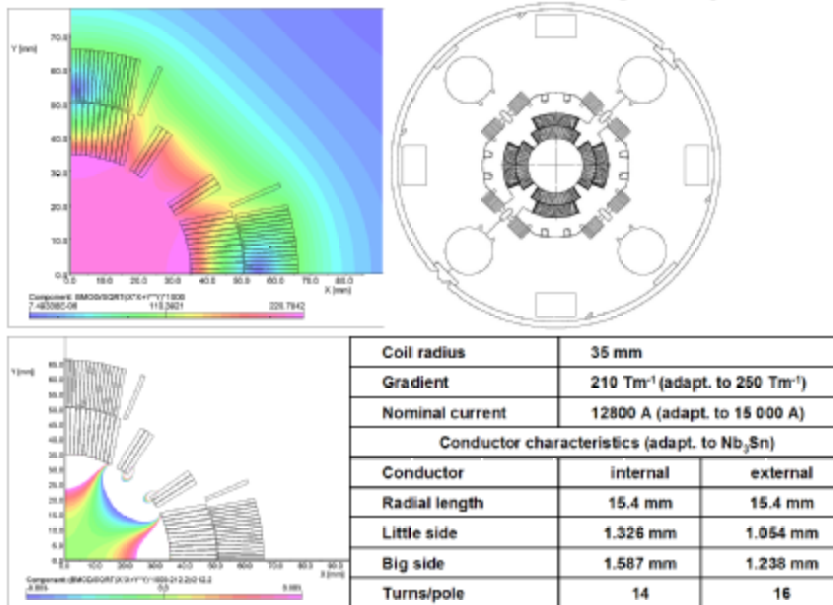 Y [mm]
70.0
60.0
50.0
40.0
30.0
20.0
10.0
0.0
0.0 10.0 20.0 30.0 40.0 50.0 60.0 70.0 80.0
X [mm]
Component: BMOD/SQRT(X*X+Y*Y)*1000
220.7942
Y [mm]
X [mm]
Coil radius 35 mm
Gradient 210 Tm⁻¹ (adapt. to 250 Tm⁻¹)
Nominal current 12800 A (adapt. to 15 000 A)
Conductor characteristics (adapt. to Nb₃Sn)
Conductor internal external
Radial length 15.4 mm 15.4 mm
Little side 1.326 mm 1.054 mm
Big side 1.587 mm 1.238 mm
Turns/pole 14 16